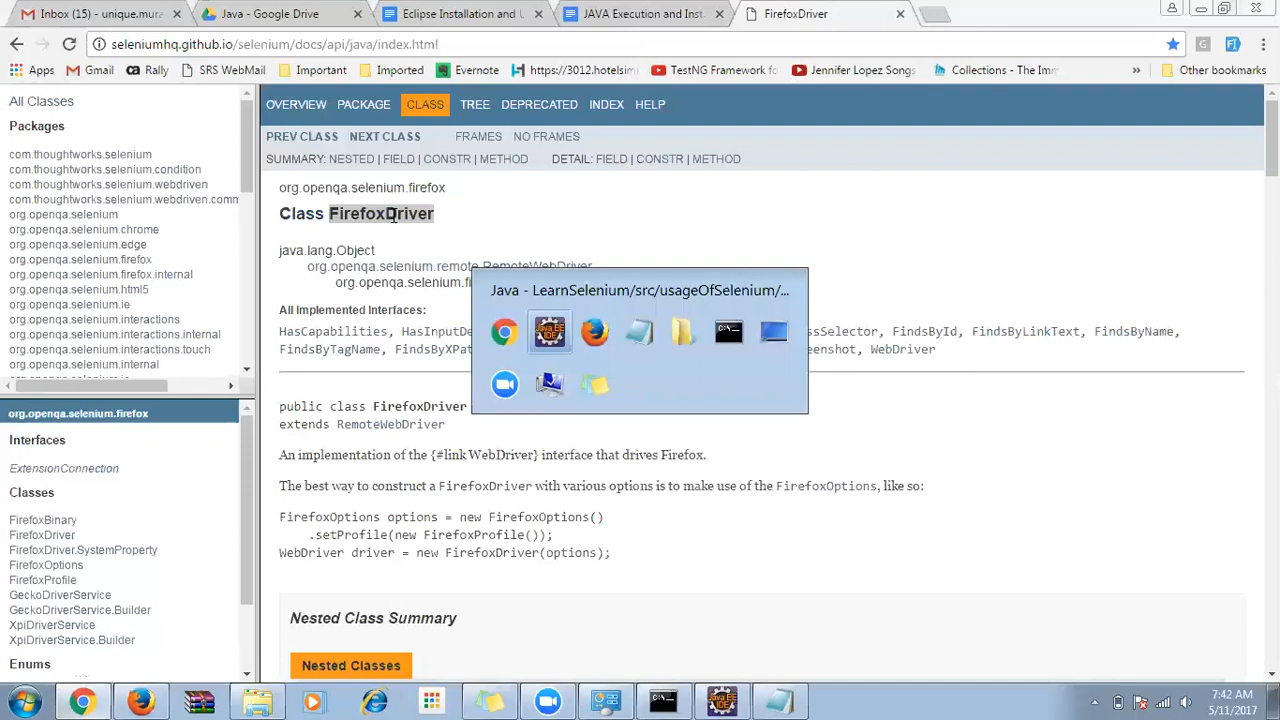 Inbox (15) - unique.mura
Java - Google Drive
Eclipse Installation and U
JAVA Execution and Inst
FirefoxDriver
seleniumhq.github.io/selenium/docs/api/java/index.html
Apps
Gmail
Rally
SRS WebMail
Important
Imported
Evernote
https://3012.hotelsim
TestNG Framework fo
Jennifer Lopez Songs
Collections - The Imm
»
Other bookmarks
All Classes
Packages
com.thoughtworks.selenium
com.thoughtworks.selenium.condition
com.thoughtworks.selenium.webdriven
com.thoughtworks.selenium.webdriven.comm
org.openqa.selenium
org.openqa.selenium.chrome
org.openqa.selenium.edge
org.openqa.selenium.firefox
org.openqa.selenium.firefox.internal
org.openqa.selenium.html5
org.openqa.selenium.ie
org.openqa.selenium.interactions
org.openqa.selenium.interactions.internal
org.openqa.selenium.interactions.touch
org.openqa.selenium.internal
org.openqa.selenium.firefox
Interfaces
ExtensionConnection
Classes
FirefoxBinary
FirefoxDriver
FirefoxDriver.SystemProperty
FirefoxOptions
FirefoxProfile
GeckoDriverService
GeckoDriverService.Builder
XpiDriverService
XpiDriverService.Builder
Enums
OVERVIEW PACKAGE CLASS TREE DEPRECATED INDEX HELP
PREV CLASS NEXT CLASS FRAMES NO FRAMES
SUMMARY: NESTED | FIELD | CONSTR | METHOD DETAIL: FIELD | CONSTR | METHOD
org.openqa.selenium.firefox
Class FirefoxDriver
java.lang.Object
org.openqa.selenium.remote.RemoteWebDriver
org.openqa.selenium.fi
All Implemented Interfaces:
HasCapabilities, HasInputDe ssSelector, FindsById, FindsByLinkText, FindsByName,
FindsByTagName, FindsByXPat eenshot, WebDriver
Java - LearnSelenium/src/usageOfSelenium/...
public class FirefoxDriver
extends RemoteWebDriver
An implementation of the {#link WebDriver} interface that drives Firefox.
The best way to construct a FirefoxDriver with various options is to make use of the FirefoxOptions, like so:
FirefoxOptions options = new FirefoxOptions()
.setProfile(new FirefoxProfile());
WebDriver driver = new FirefoxDriver(options);
Nested Class Summary
Nested Classes
7:42 AM
5/11/2017